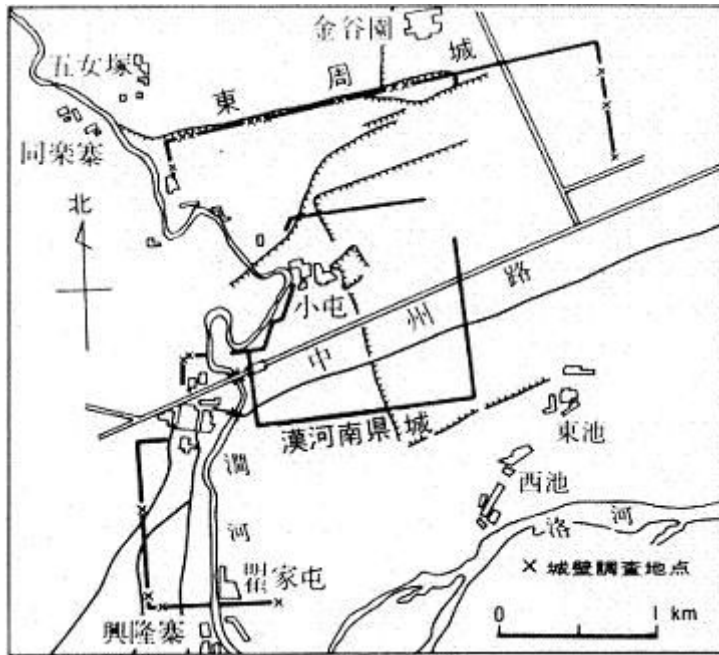 金谷園
五女塚
東周城
同楽寨
北
小屯
中州路
漢河南県城
東池
澗河
西池
洛河
× 城壁調査地点
家屯
0 1 km
興隆寨